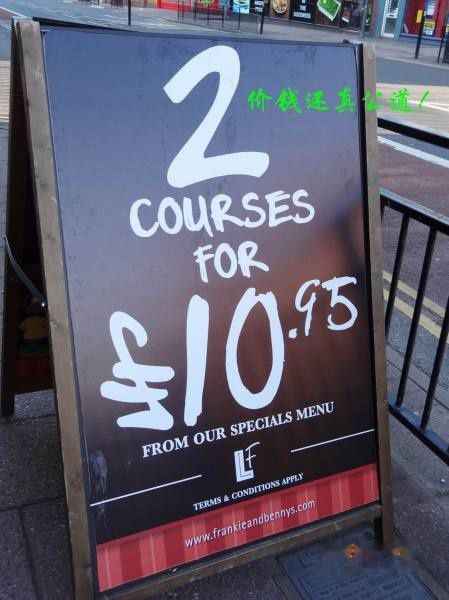 2
价钱还真公道！
COURSES
FOR
£10.95
FROM OUR SPECIALS MENU
LF
TERMS & CONDITIONS APPLY
www.frankieandbennys.com